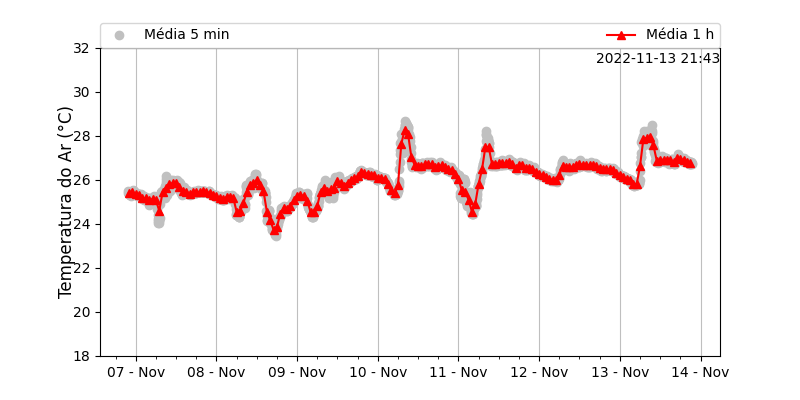 Média 5 min
Média 1 h
2022-11-13 21:43
Temperatura do Ar (°C)
32
30
28
26
24
22
20
18
07 - Nov
08 - Nov
09 - Nov
10 - Nov
11 - Nov
12 - Nov
13 - Nov
14 - Nov